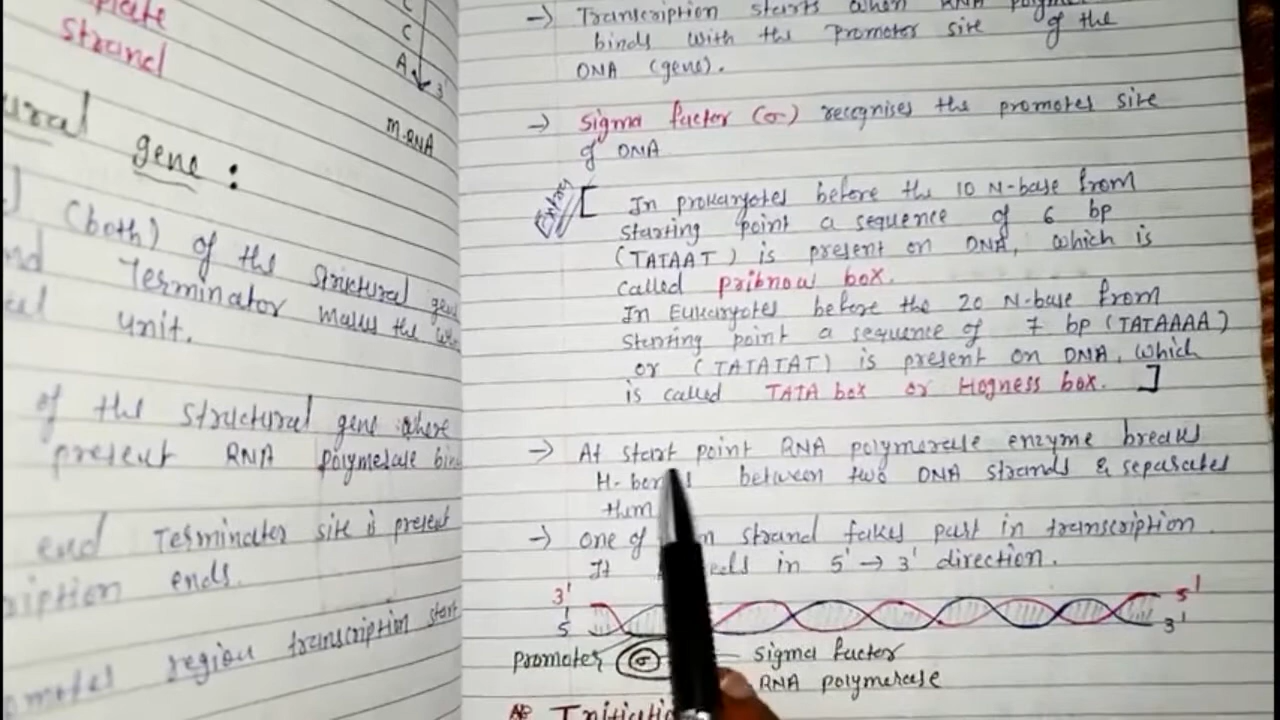 strand
C
C
A
3'
m-RNA
gene :
(both) of the structural
Terminator makes the
unit.
of the structural gene where
present RNA polymerase
end Terminator site is present
ends.
region transcription start
→ Transcription starts when RNA
binds with the promoter site of the
DNA (gene).
→ Sigma factor (σ) recognises the promoter site
of DNA
[ In prokaryotes before the 10 N-base from
starting point a sequence of 6 bp
(TATAAT) is present on DNA, which is
called pribnow box.
In Eukaryotes before the 20 N-base from
starting point a sequence of 7 bp (TATAAAA)
or (TATATAT) is present on DNA, which
is called TATA box or Hogness box. ]
→ At start point RNA polymerase enzyme breaks
H- between two DNA strands & separates
them
→ one of strand takes part in transcription.
It in 5' → 3' direction.
3' 5'
5' 3'
promoter σ sigma factor
RNA polymerase